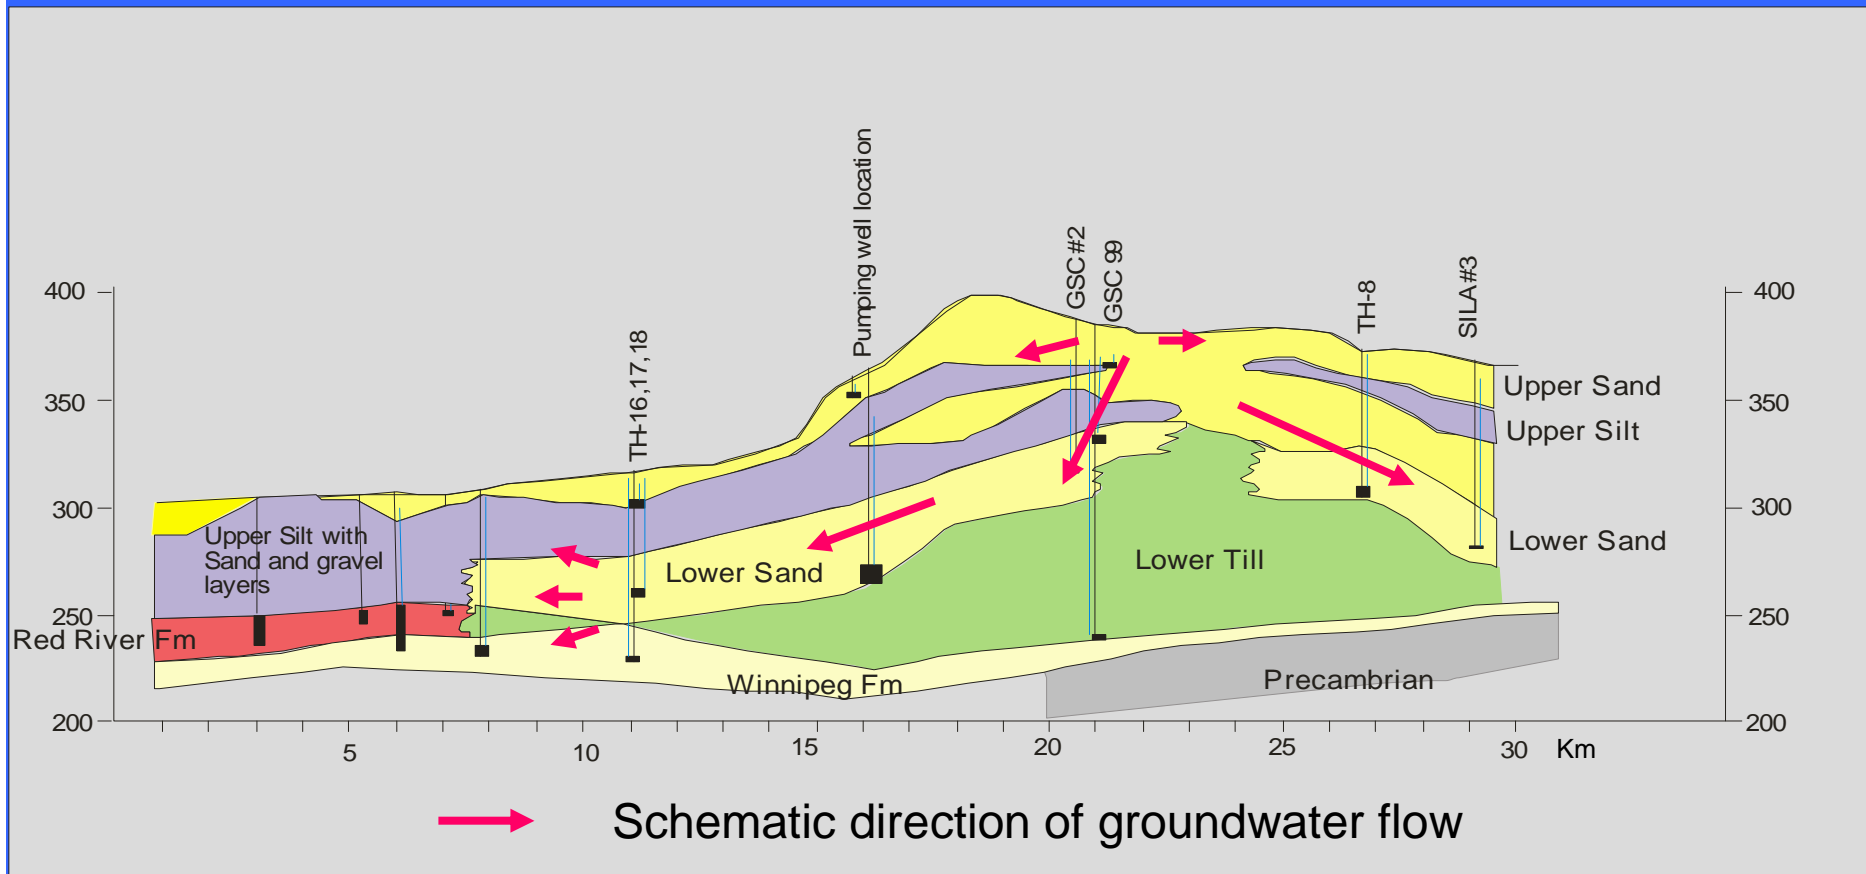 Pumping well location
GSC #2
GSC 99
TH-8
SILA #3
TH-16,17,18
400
350
300
250
200
400
350
300
250
200
Upper Sand
Upper Silt
Lower Sand
Upper Silt with
Sand and gravel
layers
Lower Sand
Lower Till
Red River Fm
Winnipeg Fm
Precambrian
5 10 15 20 25 30 Km
Schematic direction of groundwater flow